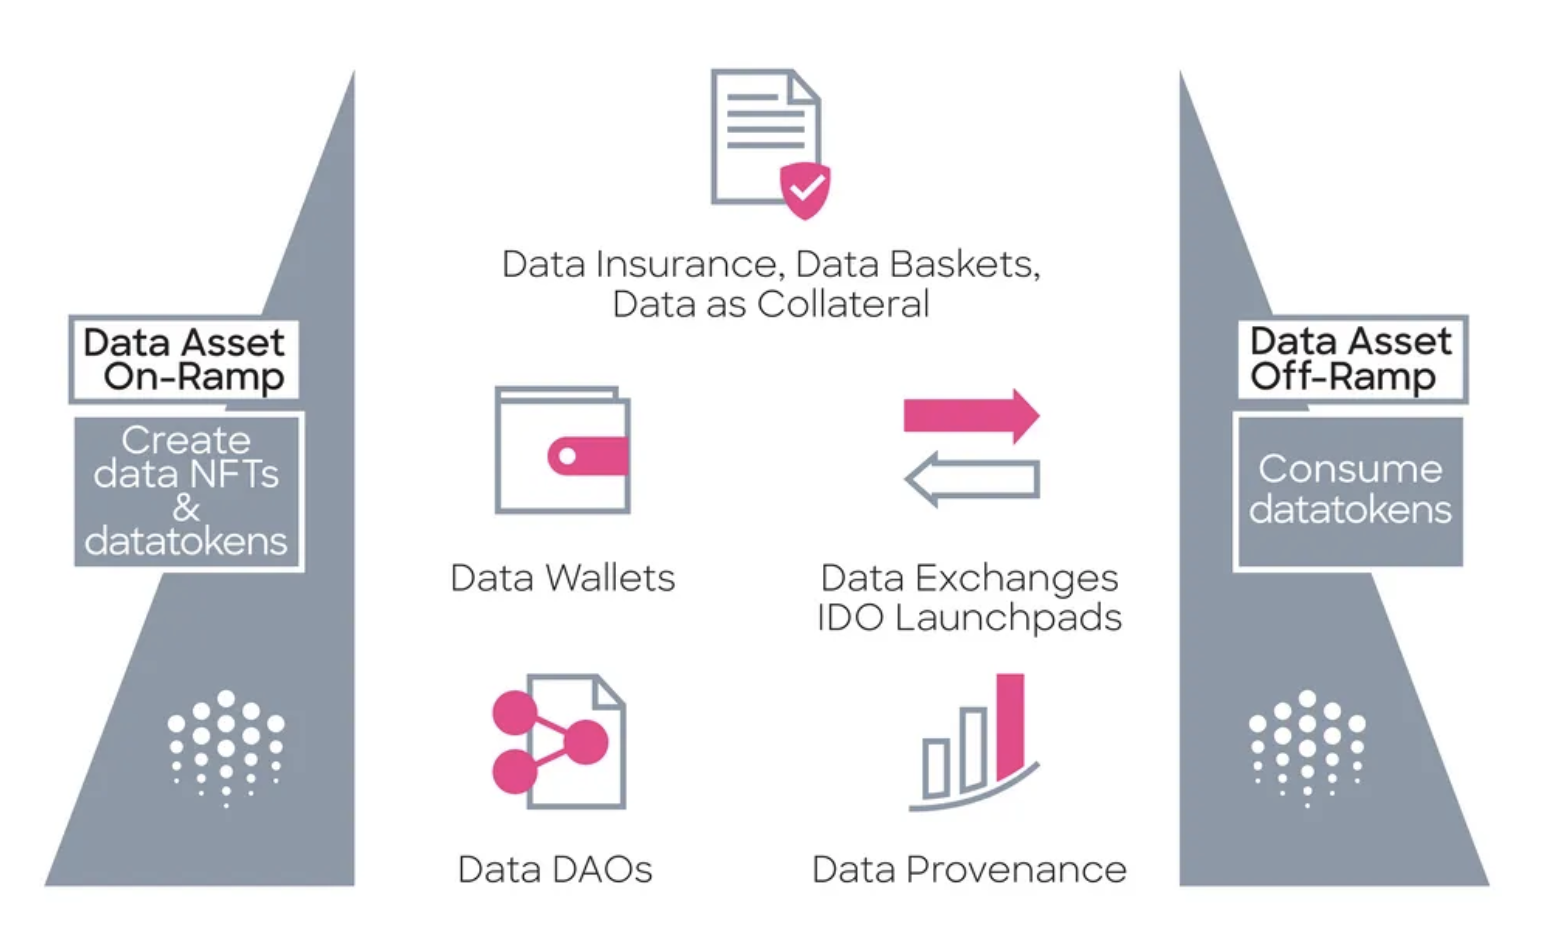 Data Insurance, Data Baskets,
Data as Collateral
Data Asset
On-Ramp
Create
data NFTs
&
datatokens
Data Wallets
Data Exchanges
IDO Launchpads
Data Asset
Off-Ramp
Consume
datatokens
Data DAOs
Data Provenance